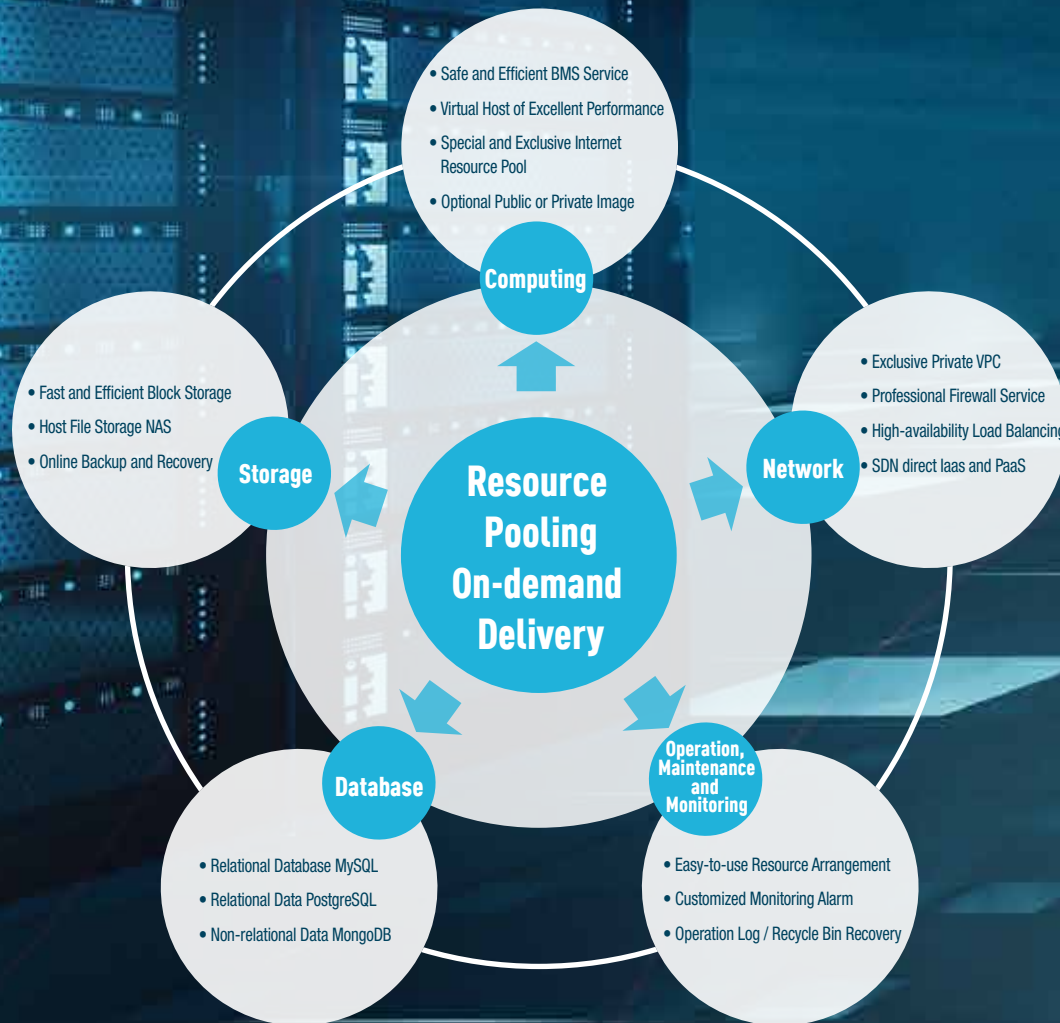 • Safe and Efficient BMS Service
• Virtual Host of Excellent Performance
• Special and Exclusive Internet
Resource Pool
• Optional Public or Private Image
Computing
• Fast and Efficient Block Storage
• Host File Storage NAS
• Online Backup and Recovery
Storage
• Exclusive Private VPC
• Professional Firewall Service
• High-availability Load Balancing
• SDN direct Iaas and PaaS
Network
Resource
Pooling
On-demand
Delivery
Database
• Relational Database MySQL
• Relational Data PostgreSQL
• Non-relational Data MongoDB
Operation,
Maintenance
and
Monitoring
• Easy-to-use Resource Arrangement
• Customized Monitoring Alarm
• Operation Log / Recycle Bin Recovery